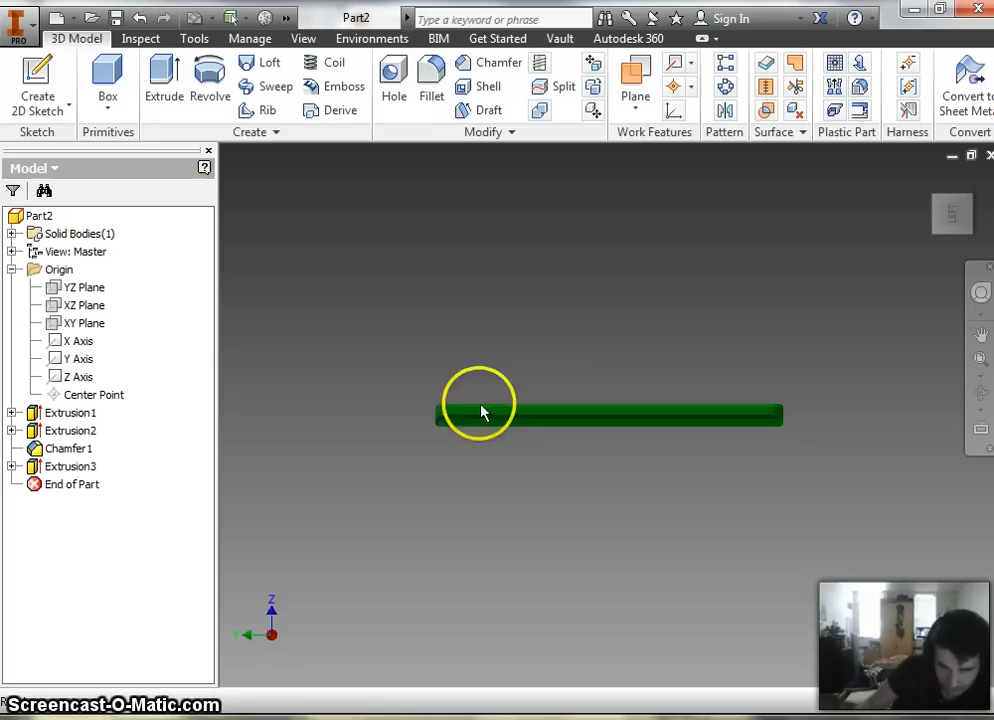 PRO
Part2
Type a keyword or phrase
Sign In
3D Model Inspect Tools Manage View Environments BIM Get Started Vault Autodesk 360
Create 2D Sketch
Box
Extrude
Revolve
Loft
Sweep
Rib
Coil
Emboss
Derive
Hole
Fillet
Chamfer
Shell
Draft
Split
Plane
Convert to Sheet Meta
Sketch Primitives Create Modify Work Features Pattern Surface Plastic Part Harness Convert
Model
Part2
Solid Bodies(1)
View: Master
Origin
YZ Plane
XZ Plane
XY Plane
X Axis
Y Axis
Z Axis
Center Point
Extrusion1
Extrusion2
Chamfer1
Extrusion3
End of Part
LEFT
Z
Y
Screencast-O-Matic.com